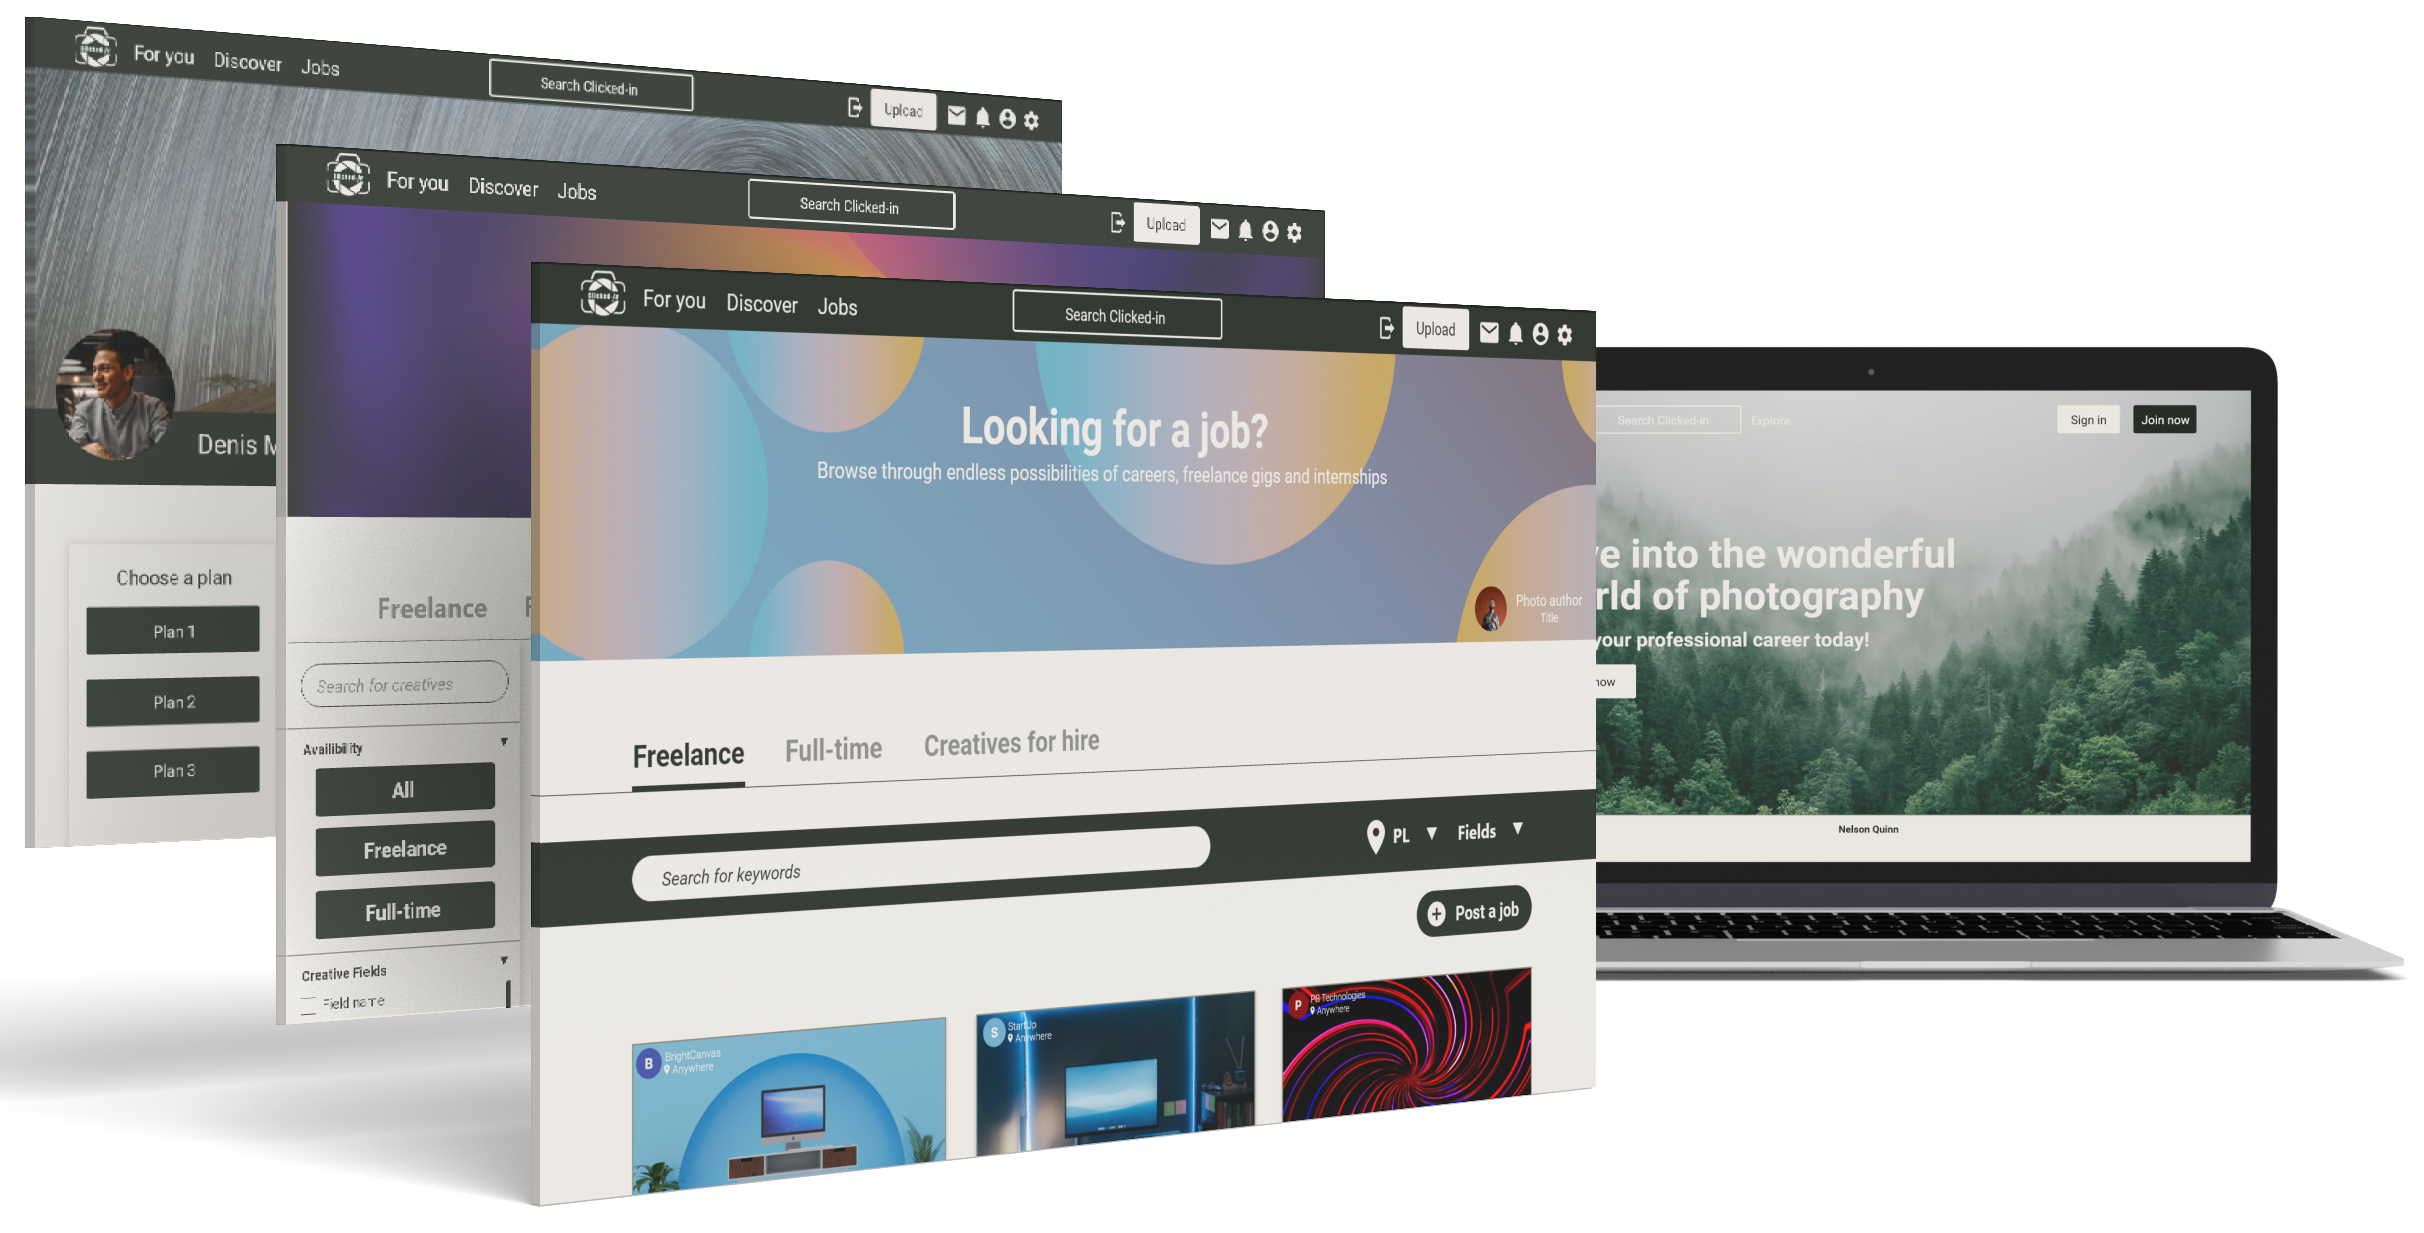 For you Discover Jobs
Search Clicked-in
Upload
Denis M
Choose a plan
Plan 1
Plan 2
Plan 3
Clicked-in
For you Discover Jobs
Search Clicked-in
Upload
Freelance
Search for creatives
Availibility
All
Freelance
Full-time
Creative Fields
Field name
Clicked-in
For you Discover Jobs
Search Clicked-in
Upload
Looking for a job?
Browse through endless possibilities of careers, freelance gigs and internships
Photo author
Title
Freelance Full-time Creatives for hire
Search for keywords
PL Fields
Post a job
B BrightCanvas
Anywhere
S StartUp
Anywhere
P PB Technologies
Anywhere
Search Clicked-in Explore
Sign in Join now
e into the wonderful
rld of photography
your professional career today!
now
Nelson Quinn